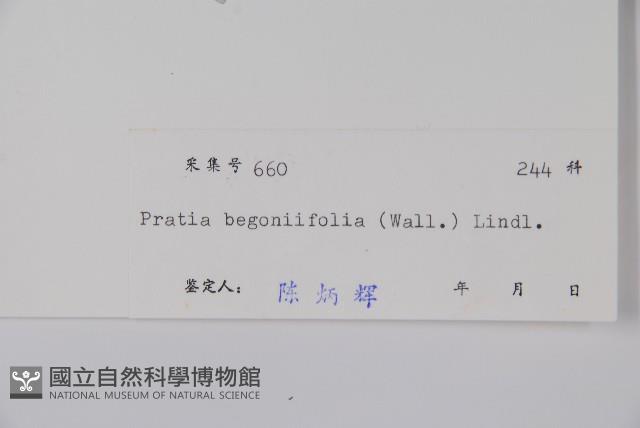 采集号 660 244 科
Pratia begoniifolia (Wall.) Lindl.
鉴定人: 陈炳辉 年 月 日
國立自然科學博物館
NATIONAL MUSEUM OF NATURAL SCIENCE